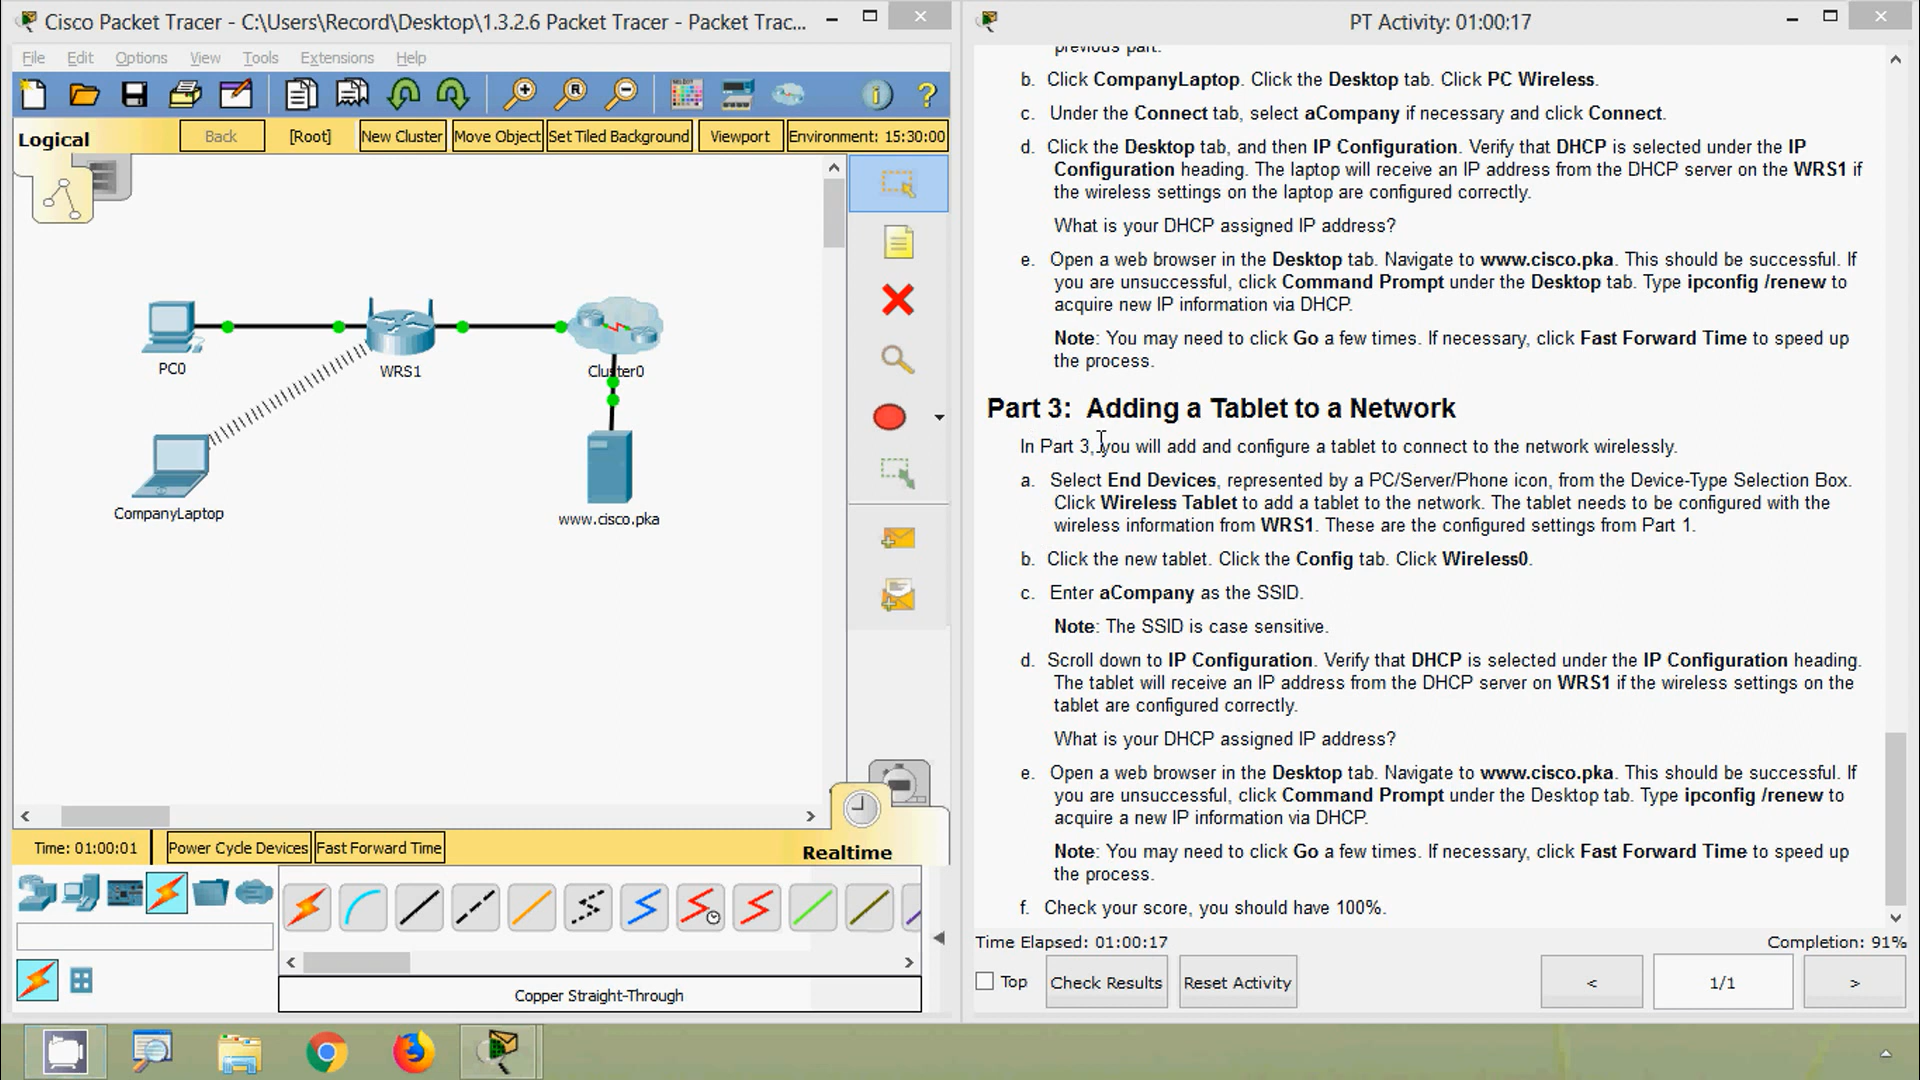 Cisco Packet Tracer - C:\Users\Record\Desktop\1.3.2.6 Packet Tracer - Packet Trac...
File Edit Options View Tools Extensions Help
Logical Back [Root] New Cluster Move Object Set Tiled Background Viewport Environment: 15:30:00
PC0
WRS1
Cluster0
CompanyLaptop
www.cisco.pka
Time: 01:00:01 Power Cycle Devices Fast Forward Time Realtime
Copper Straight-Through
PT Activity: 01:00:17
previous part.
b. Click CompanyLaptop. Click the Desktop tab. Click PC Wireless.
c. Under the Connect tab, select aCompany if necessary and click Connect.
d. Click the Desktop tab, and then IP Configuration. Verify that DHCP is selected under the IP
Configuration heading. The laptop will receive an IP address from the DHCP server on the WRS1 if
the wireless settings on the laptop are configured correctly.
What is your DHCP assigned IP address?
e. Open a web browser in the Desktop tab. Navigate to www.cisco.pka. This should be successful. If
you are unsuccessful, click Command Prompt under the Desktop tab. Type ipconfig /renew to
acquire new IP information via DHCP.
Note: You may need to click Go a few times. If necessary, click Fast Forward Time to speed up
the process.
Part 3: Adding a Tablet to a Network
In Part 3, you will add and configure a tablet to connect to the network wirelessly.
a. Select End Devices, represented by a PC/Server/Phone icon, from the Device-Type Selection Box.
Click Wireless Tablet to add a tablet to the network. The tablet needs to be configured with the
wireless information from WRS1. These are the configured settings from Part 1.
b. Click the new tablet. Click the Config tab. Click Wireless0.
c. Enter aCompany as the SSID.
Note: The SSID is case sensitive.
d. Scroll down to IP Configuration. Verify that DHCP is selected under the IP Configuration heading.
The tablet will receive an IP address from the DHCP server on WRS1 if the wireless settings on the
tablet are configured correctly.
What is your DHCP assigned IP address?
e. Open a web browser in the Desktop tab. Navigate to www.cisco.pka. This should be successful. If
you are unsuccessful, click Command Prompt under the Desktop tab. Type ipconfig /renew to
acquire a new IP information via DHCP.
Note: You may need to click Go a few times. If necessary, click Fast Forward Time to speed up
the process.
f. Check your score, you should have 100%.
Time Elapsed: 01:00:17 Completion: 91%
Top Check Results Reset Activity < 1/1 >